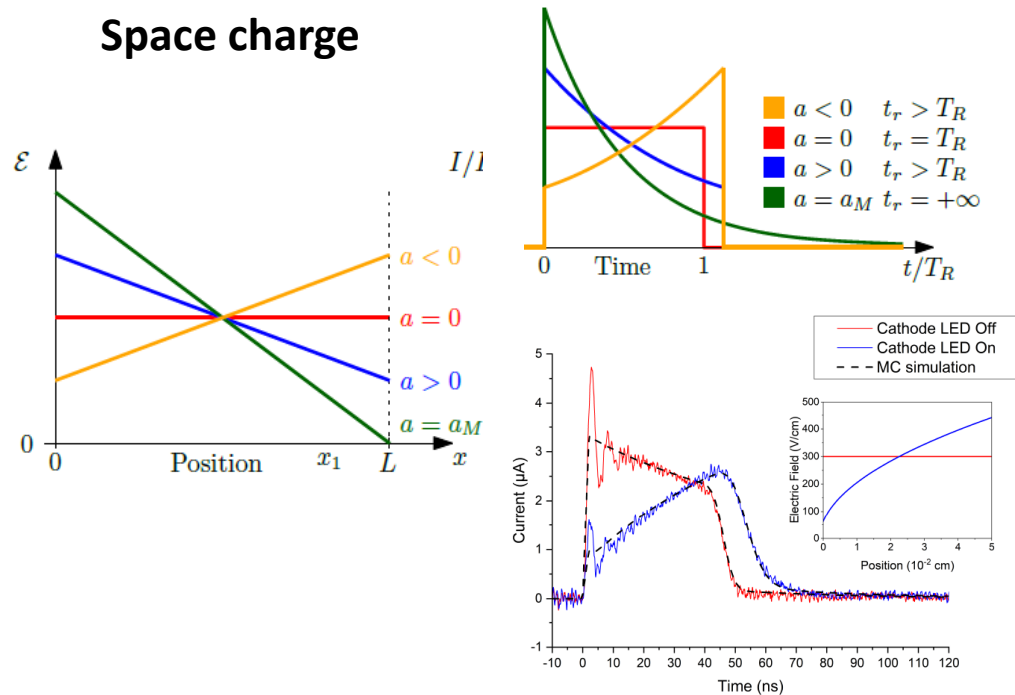 Space charge
ℰ
0
0
Position
x₁
L
x
a < 0
a = 0
a > 0
a = a_M
I/I
0
Time
1
t/T_R
a < 0 t_r > T_R
a = 0 t_r = T_R
a > 0 t_r > T_R
a = a_M t_r = +∞
Cathode LED Off
Cathode LED On
MC simulation
Current (μA)
5
4
3
2
1
0
-1
-10 0 10 20 30 40 50 60 70 80 90 100 110 120
Time (ns)
Electric Field (V/cm)
500
400
300
200
100
0
0 1 2 3 4 5
Position (10⁻² cm)